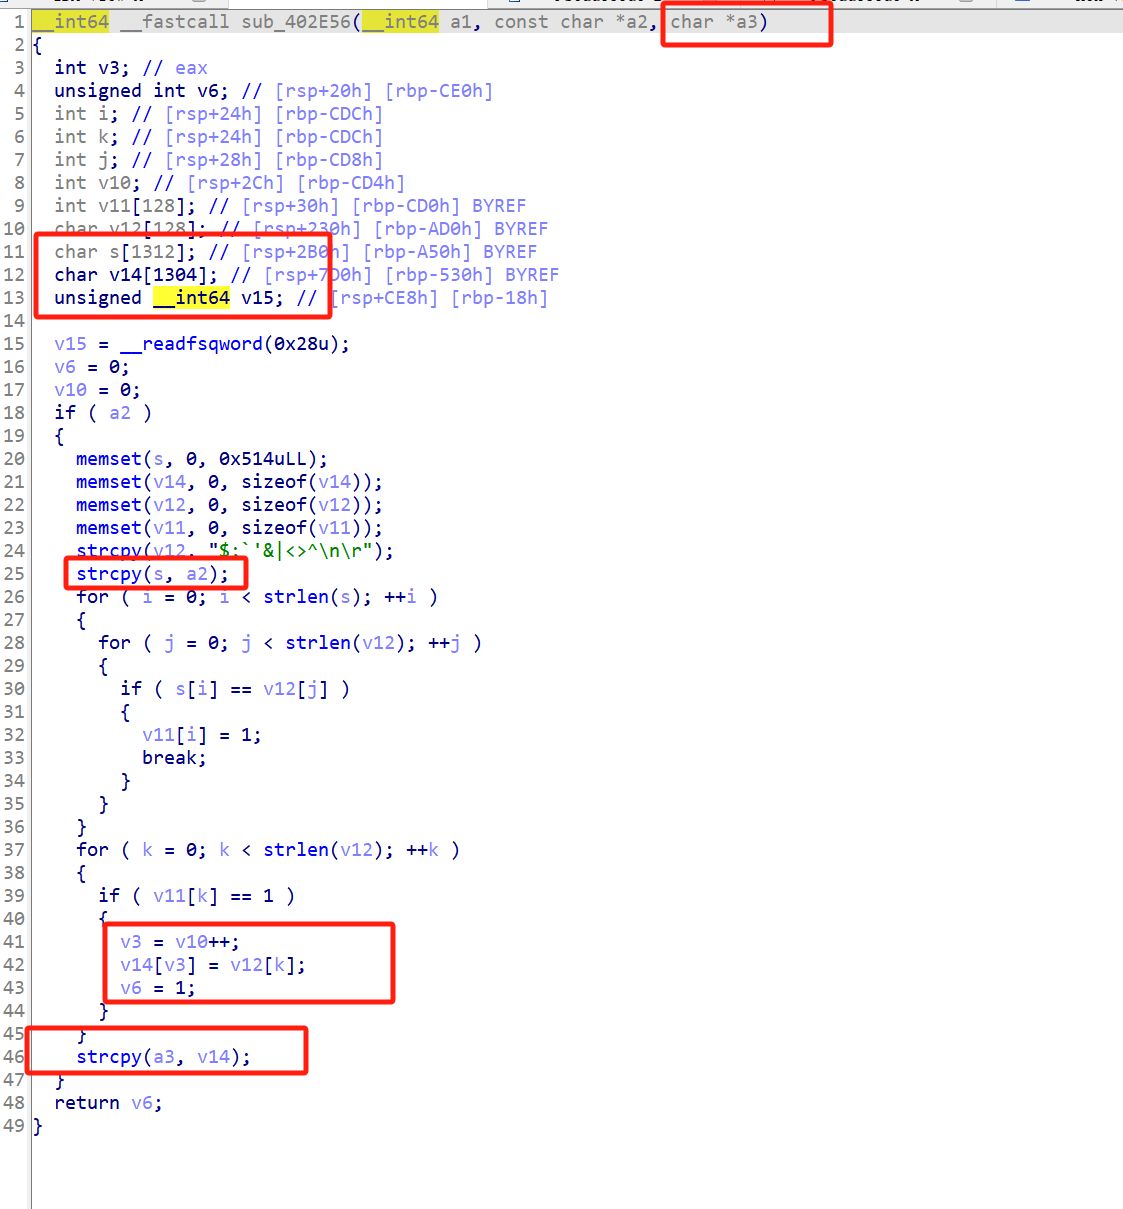 1 __int64 __fastcall sub_402E56(__int64 a1, const char *a2, char *a3)
2 {
3 int v3; // eax
4 unsigned int v6; // [rsp+20h] [rbp-CE0h]
5 int i; // [rsp+24h] [rbp-CDCh]
6 int k; // [rsp+24h] [rbp-CDCh]
7 int j; // [rsp+28h] [rbp-CD8h]
8 int v10; // [rsp+2Ch] [rbp-CD4h]
9 int v11[128]; // [rsp+30h] [rbp-CD0h] BYREF
10 char v12[128]; // [rsp+230h] [rbp-AD0h] BYREF
11 char s[1312]; // [rsp+2B0h] [rbp-A50h] BYREF
12 char v14[1304]; // [rsp+7D0h] [rbp-530h] BYREF
13 unsigned __int64 v15; // [rsp+CE8h] [rbp-18h]
14
15 v15 = __readfsqword(0x28u);
16 v6 = 0;
17 v10 = 0;
18 if ( a2 )
19 {
20 memset(s, 0, 0x514uLL);
21 memset(v14, 0, sizeof(v14));
22 memset(v12, 0, sizeof(v12));
23 memset(v11, 0, sizeof(v11));
24 strcpy(v12, "$;`'&|<>^\n\r");
25 strcpy(s, a2);
26 for ( i = 0; i < strlen(s); ++i )
27 {
28 for ( j = 0; j < strlen(v12); ++j )
29 {
30 if ( s[i] == v12[j] )
31 {
32 v11[i] = 1;
33 break;
34 }
35 }
36 }
37 for ( k = 0; k < strlen(v12); ++k )
38 {
39 if ( v11[k] == 1 )
40 {
41 v3 = v10++;
42 v14[v3] = v12[k];
43 v6 = 1;
44 }
45 }
46 strcpy(a3, v14);
47 }
48 return v6;
49 }